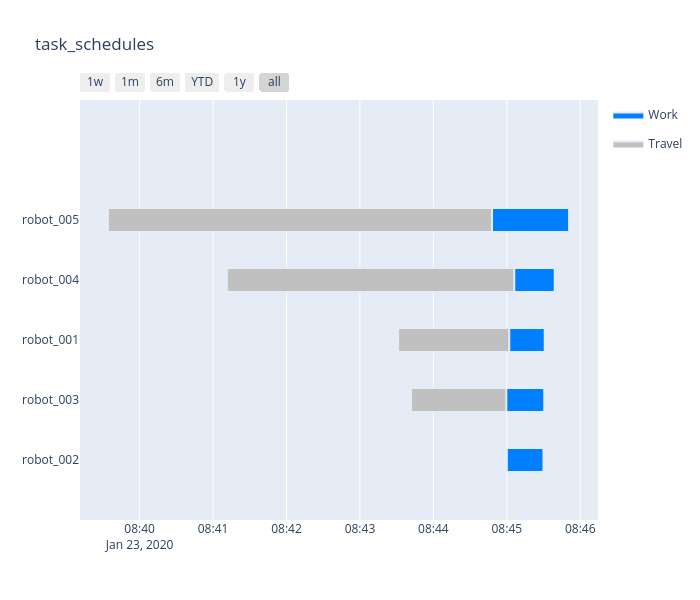 task_schedules
1w 1m 6m YTD 1y all
Work
Travel
robot_005
robot_004
robot_001
robot_003
robot_002
08:40 08:41 08:42 08:43 08:44 08:45 08:46
Jan 23, 2020